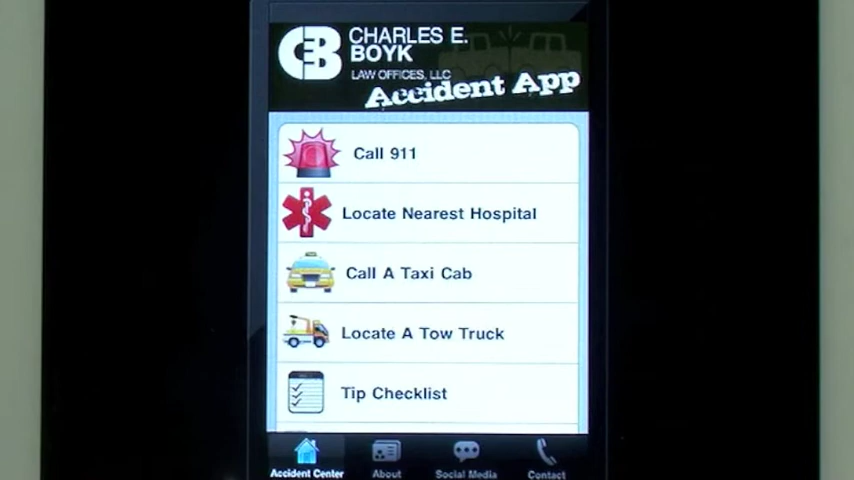 CEB
CHARLES E.
BOYK
LAW OFFICES, LLC
Accident App
Call 911
Locate Nearest Hospital
Call A Taxi Cab
Locate A Tow Truck
Tip Checklist
Accident Center
About
Social Media
Contact